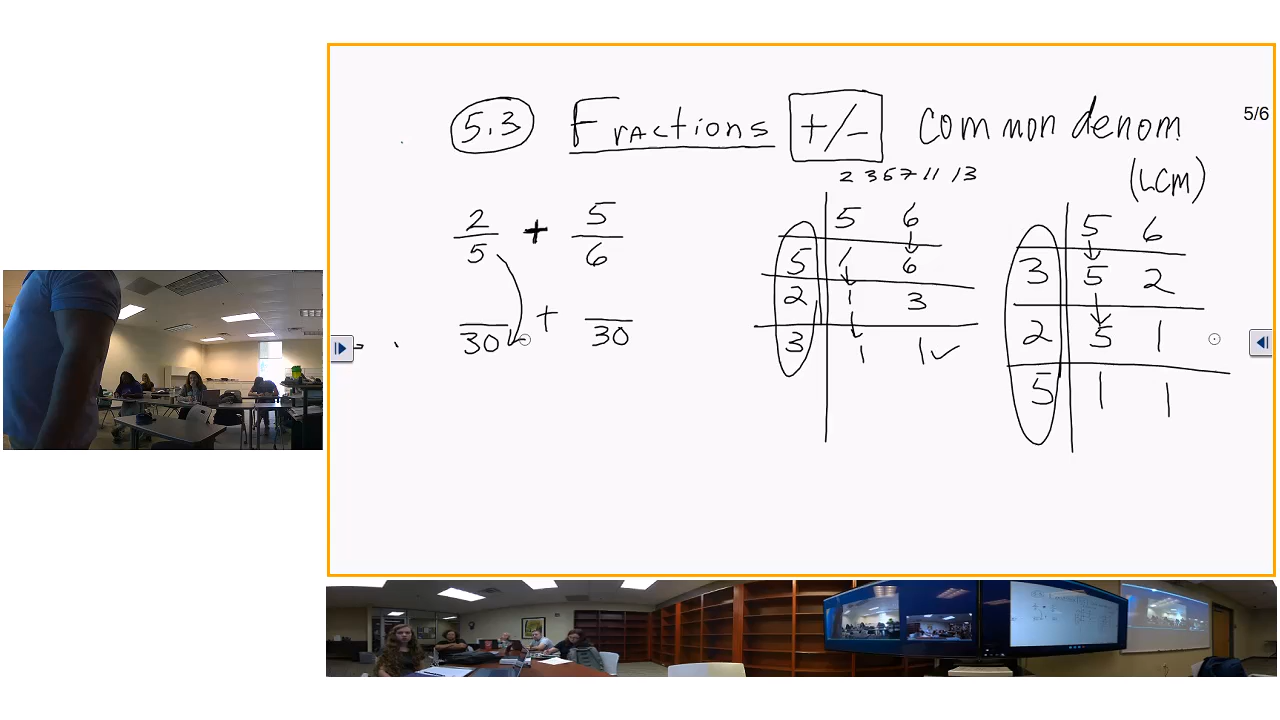 5.3 Fractions +/- common denom.
5/6
(LCM)
2 3 5 7 11 13
2/5 + 5/6
/30 + /30
5 6
5 1 6
2 1 3
3 1 1 ✓
5 6
3 5 2
2 5 1
5 1 1